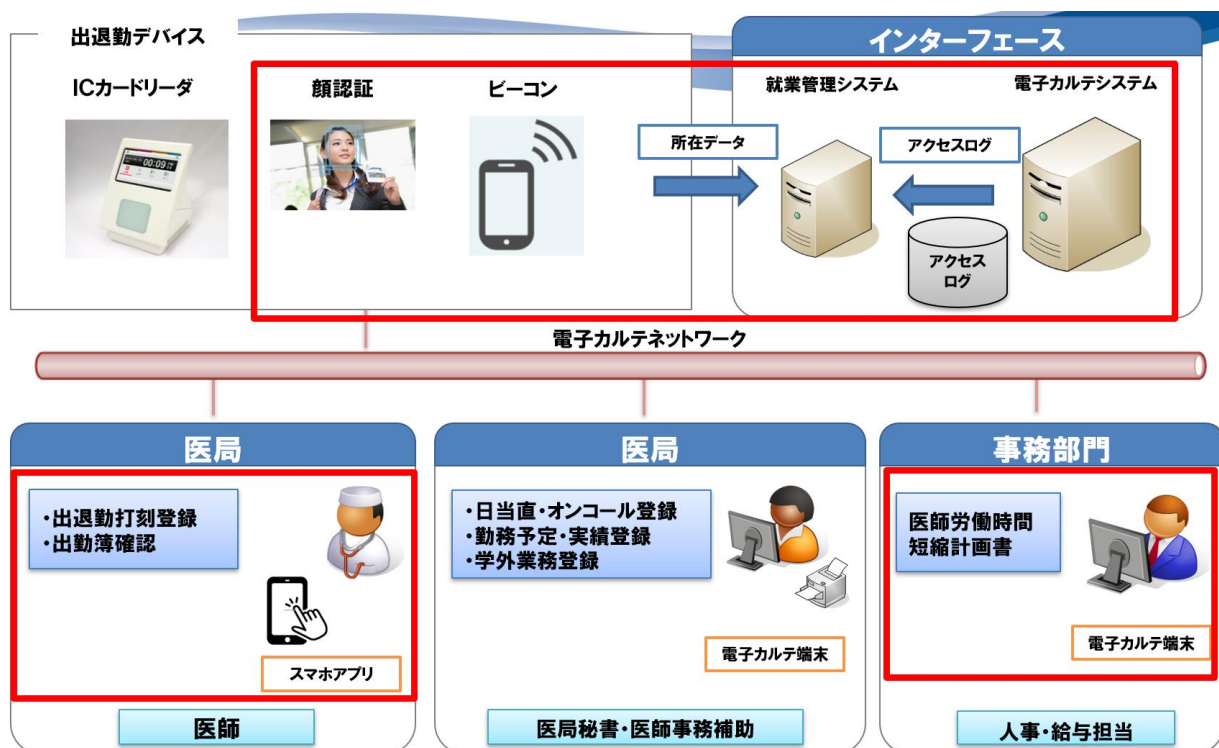 出退勤デバイス
ICカードリーダ
顔認証
ビーコン
00:09
インターフェース
就業管理システム
電子カルテシステム
所在データ
アクセスログ
アクセス
ログ
電子カルテネットワーク
医局
・出退勤打刻登録
・出勤簿確認
スマホアプリ
医師
医局
・日当直・オンコール登録
・勤務予定・実績登録
・学外業務登録
電子カルテ端末
医局秘書・医師事務補助
事務部門
医師労働時間
短縮計画書
電子カルテ端末
人事・給与担当